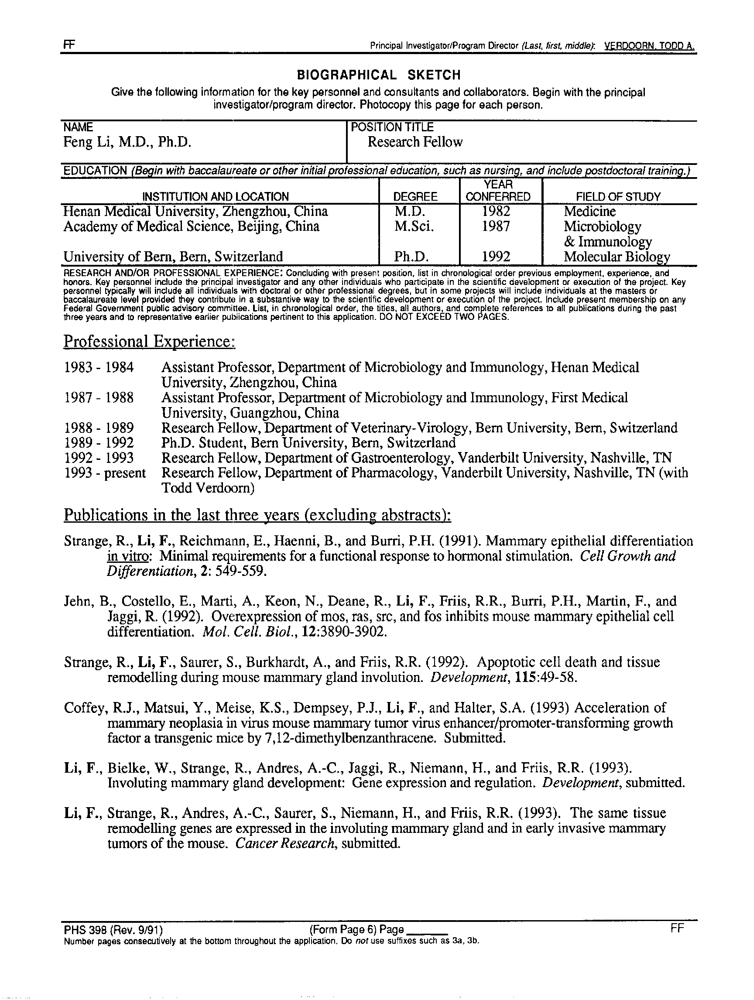 FF
Principal Investigator/Program Director (Last, first, middle): VERDOORN, TODD A.
BIOGRAPHICAL SKETCH
Give the following information for the key personnel and consultants and collaborators. Begin with the principal
investigator/program director. Photocopy this page for each person.
NAME
POSITION TITLE
Feng Li, M.D., Ph.D.
Research Fellow
EDUCATION (Begin with baccalaureate or other initial professional education, such as nursing, and include postdoctoral training.)
INSTITUTION AND LOCATION
DEGREE
YEAR
CONFERRED
FIELD OF STUDY
Henan Medical University, Zhengzhou, China
M.D.
1982
Medicine
Academy of Medical Science, Beijing, China
M.Sci.
1987
Microbiology
& Immunology
University of Bern, Bern, Switzerland
Ph.D.
1992
Molecular Biology
RESEARCH AND/OR PROFESSIONAL EXPERIENCE: Concluding with present position, list in chronological order previous employment, experience, and
honors. Key personnel include the principal investigator and any other individuals who participate in the scientific development or execution of the project. Key
personnel typically will include all individuals with doctoral or other professional degrees, but in some projects will include individuals at the masters or
baccalaureate level provided they contribute in a substantive way to the scientific development or execution of the project. Include present membership on any
Federal Government public advisory committee. List, in chronological order, the titles, all authors, and complete references to all publications during the past
three years and to representative earlier publications pertinent to this application. DO NOT EXCEED TWO PAGES.
Professional Experience:
1983 - 1984 Assistant Professor, Department of Microbiology and Immunology, Henan Medical
University, Zhengzhou, China
1987 - 1988 Assistant Professor, Department of Microbiology and Immunology, First Medical
University, Guangzhou, China
1988 - 1989 Research Fellow, Department of Veterinary-Virology, Bern University, Bern, Switzerland
1989 - 1992 Ph.D. Student, Bern University, Bern, Switzerland
1992 - 1993 Research Fellow, Department of Gastroenterology, Vanderbilt University, Nashville, TN
1993 - present Research Fellow, Department of Pharmacology, Vanderbilt University, Nashville, TN (with
Todd Verdoorn)
Publications in the last three years (excluding abstracts):
Strange, R., Li, F., Reichmann, E., Haenni, B., and Burri, P.H. (1991). Mammary epithelial differentiation
in vitro: Minimal requirements for a functional response to hormonal stimulation. Cell Growth and
Differentiation, 2: 549-559.
Jehn, B., Costello, E., Marti, A., Keon, N., Deane, R., Li, F., Friis, R.R., Burri, P.H., Martin, F., and
Jaggi, R. (1992). Overexpression of mos, ras, src, and fos inhibits mouse mammary epithelial cell
differentiation. Mol. Cell. Biol., 12:3890-3902.
Strange, R., Li, F., Saurer, S., Burkhardt, A., and Friis, R.R. (1992). Apoptotic cell death and tissue
remodelling during mouse mammary gland involution. Development, 115:49-58.
Coffey, R.J., Matsui, Y., Meise, K.S., Dempsey, P.J., Li, F., and Halter, S.A. (1993) Acceleration of
mammary neoplasia in virus mouse mammary tumor virus enhancer/promoter-transforming growth
factor a transgenic mice by 7,12-dimethylbenzanthracene. Submitted.
Li, F., Bielke, W., Strange, R., Andres, A.-C., Jaggi, R., Niemann, H., and Friis, R.R. (1993).
Involuting mammary gland development: Gene expression and regulation. Development, submitted.
Li, F., Strange, R., Andres, A.-C., Saurer, S., Niemann, H., and Friis, R.R. (1993). The same tissue
remodelling genes are expressed in the involuting mammary gland and in early invasive mammary
tumors of the mouse. Cancer Research, submitted.
PHS 398 (Rev. 9/91)
(Form Page 6) Page
FF
Number pages consecutively at the bottom throughout the application. Do not use suffixes such as 3a, 3b.